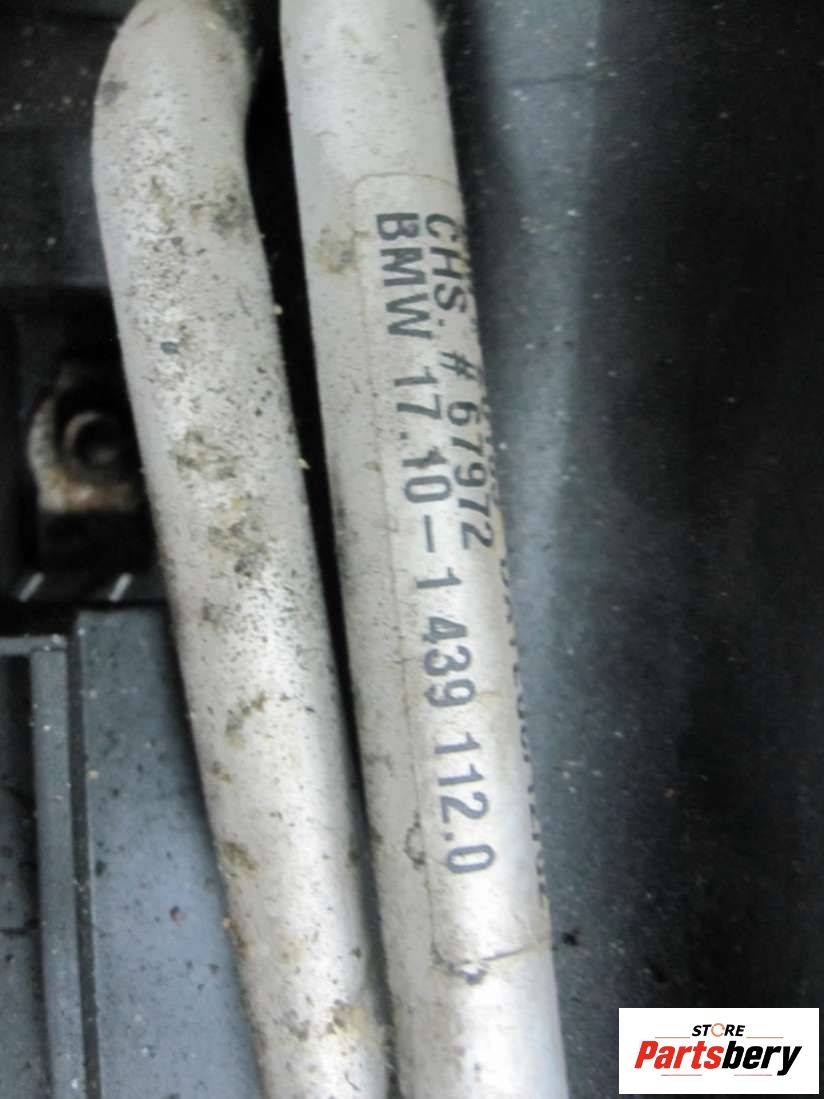 CHS. # 67972
BMW 17.10-1 439 112.0
STORE
Partsbery